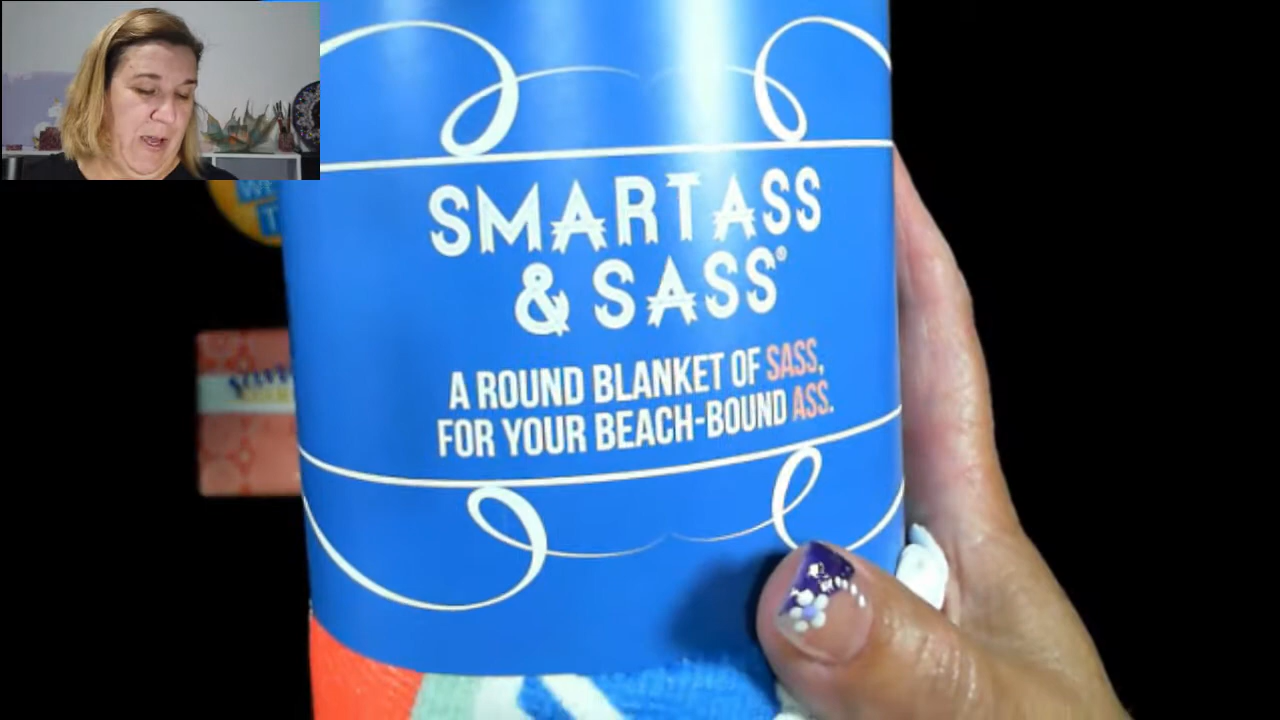 SMARTASS
& SASS®
A ROUND BLANKET OF SASS,
FOR YOUR BEACH-BOUND ASS.